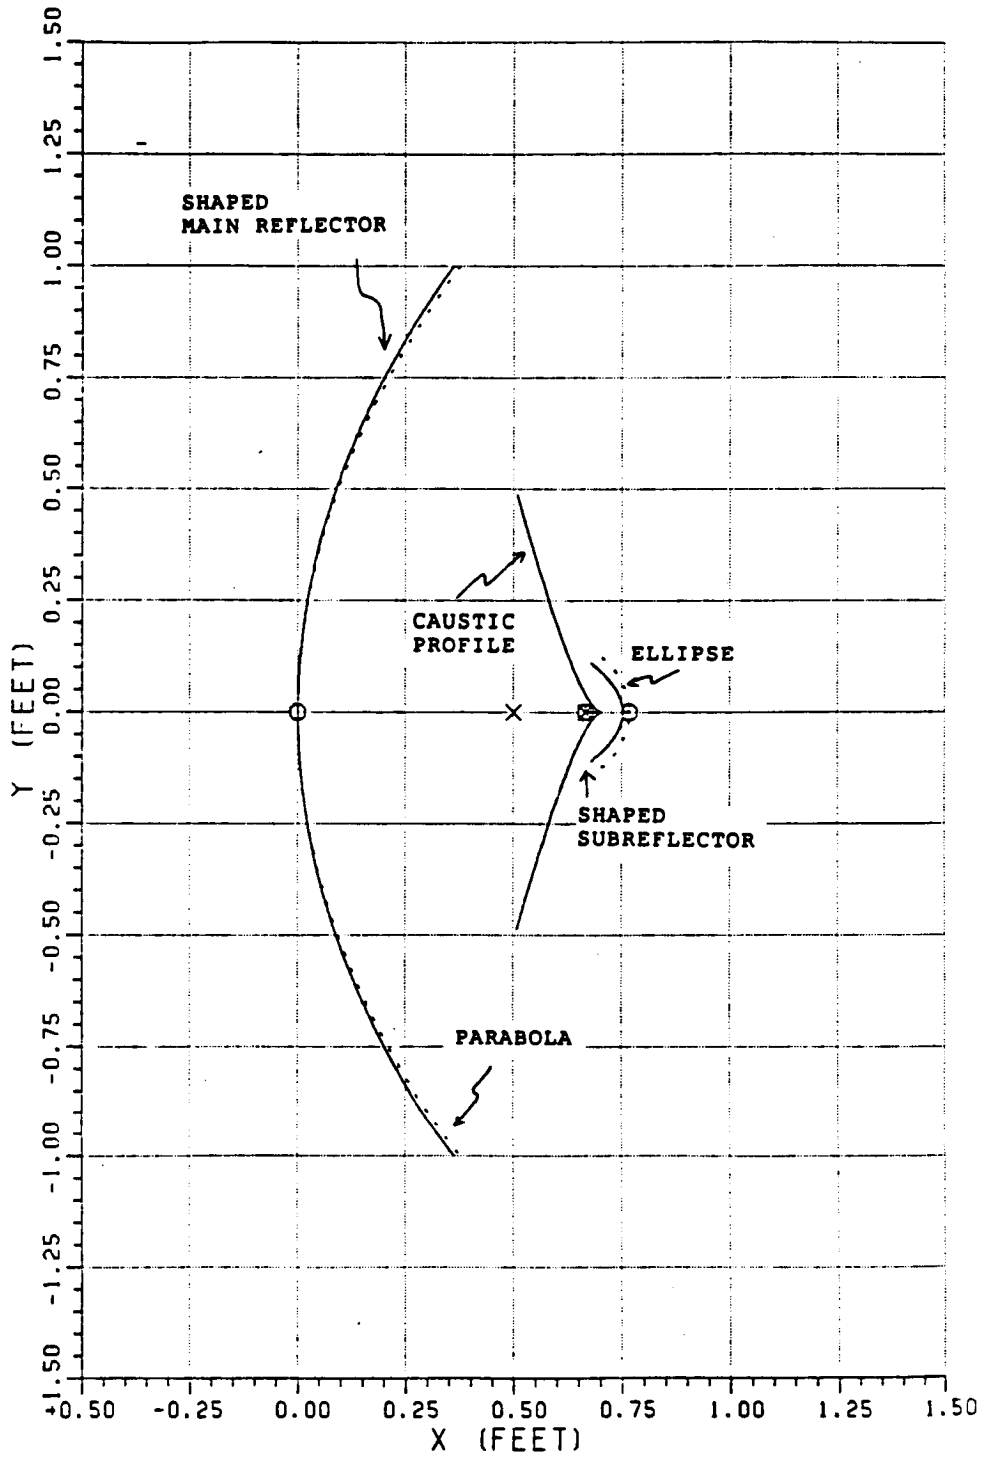 1.50
1.25
1.00
0.75
0.50
0.25
0.00
-0.25
-0.50
-0.75
-1.00
-1.25
-1.50
Y (FEET)
SHAPED
MAIN REFLECTOR
CAUSTIC
PROFILE
ELLIPSE
SHAPED
SUBREFLECTOR
PARABOLA
-0.50 -0.25 0.00 0.25 0.50 0.75 1.00 1.25 1.50
X (FEET)